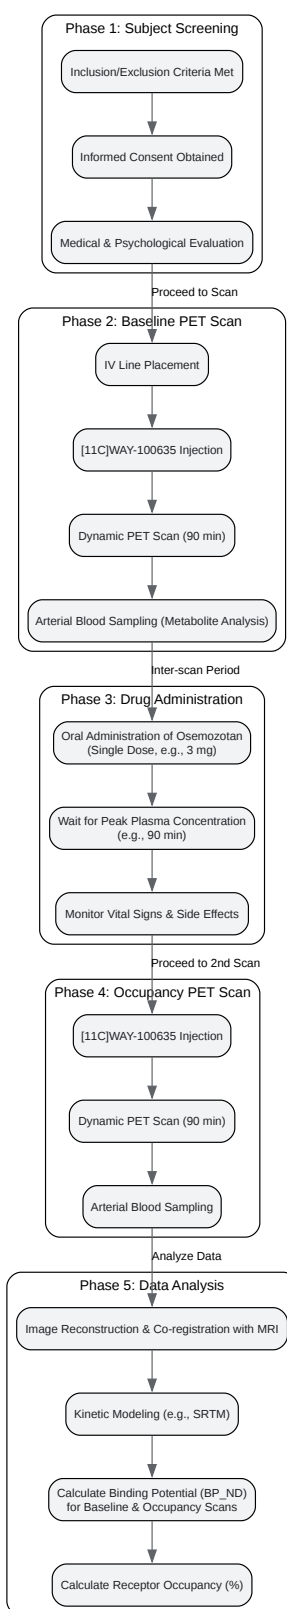 Phase 1: Subject Screening
Inclusion/Exclusion Criteria Met
Informed Consent Obtained
Medical & Psychological Evaluation
Proceed to Scan
Phase 2: Baseline PET Scan
IV Line Placement
[11C]WAY-100635 Injection
Dynamic PET Scan (90 min)
Arterial Blood Sampling (Metabolite Analysis)
Inter-scan Period
Phase 3: Drug Administration
Oral Administration of Osemozotan
(Single Dose, e.g., 3 mg)
Wait for Peak Plasma Concentration
(e.g., 90 min)
Monitor Vital Signs & Side Effects
Proceed to 2nd Scan
Phase 4: Occupancy PET Scan
[11C]WAY-100635 Injection
Dynamic PET Scan (90 min)
Arterial Blood Sampling
Analyze Data
Phase 5: Data Analysis
Image Reconstruction & Co-registration with MRI
Kinetic Modeling (e.g., SRTM)
Calculate Binding Potential (BP_ND)
for Baseline & Occupancy Scans
Calculate Receptor Occupancy (%)